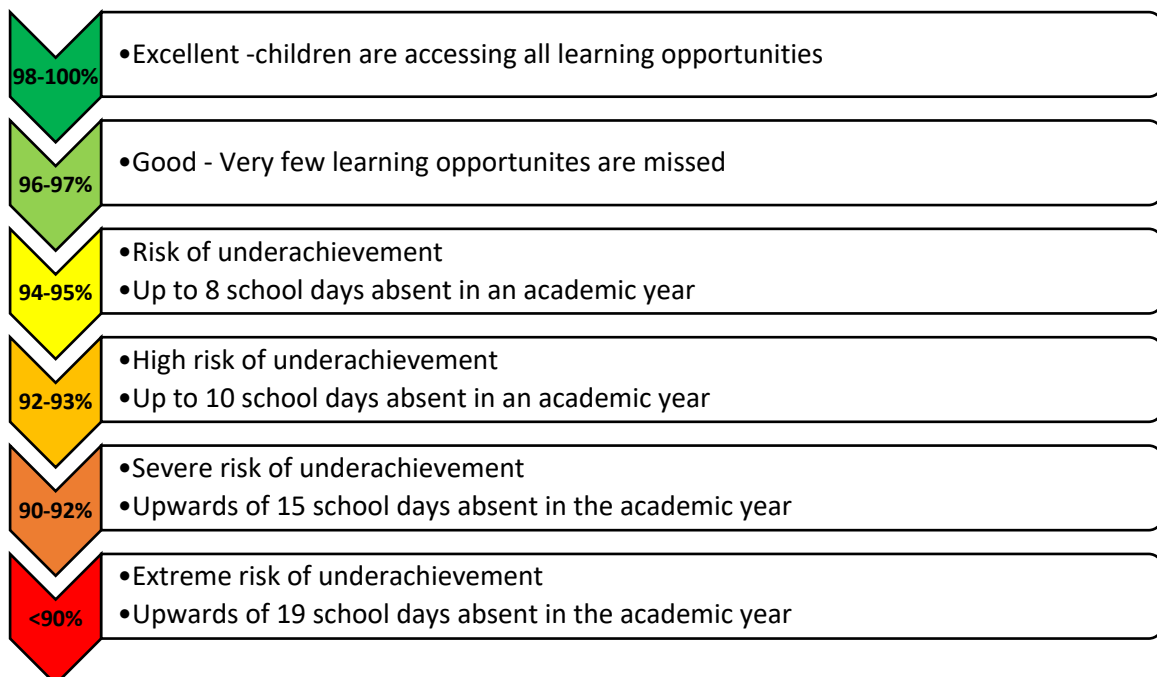 98-100%
•Excellent -children are accessing all learning opportunities
96-97%
•Good - Very few learning opportunites are missed
94-95%
•Risk of underachievement
•Up to 8 school days absent in an academic year
92-93%
•High risk of underachievement
•Up to 10 school days absent in an academic year
90-92%
•Severe risk of underachievement
•Upwards of 15 school days absent in the academic year
<90%
•Extreme risk of underachievement
•Upwards of 19 school days absent in the academic year